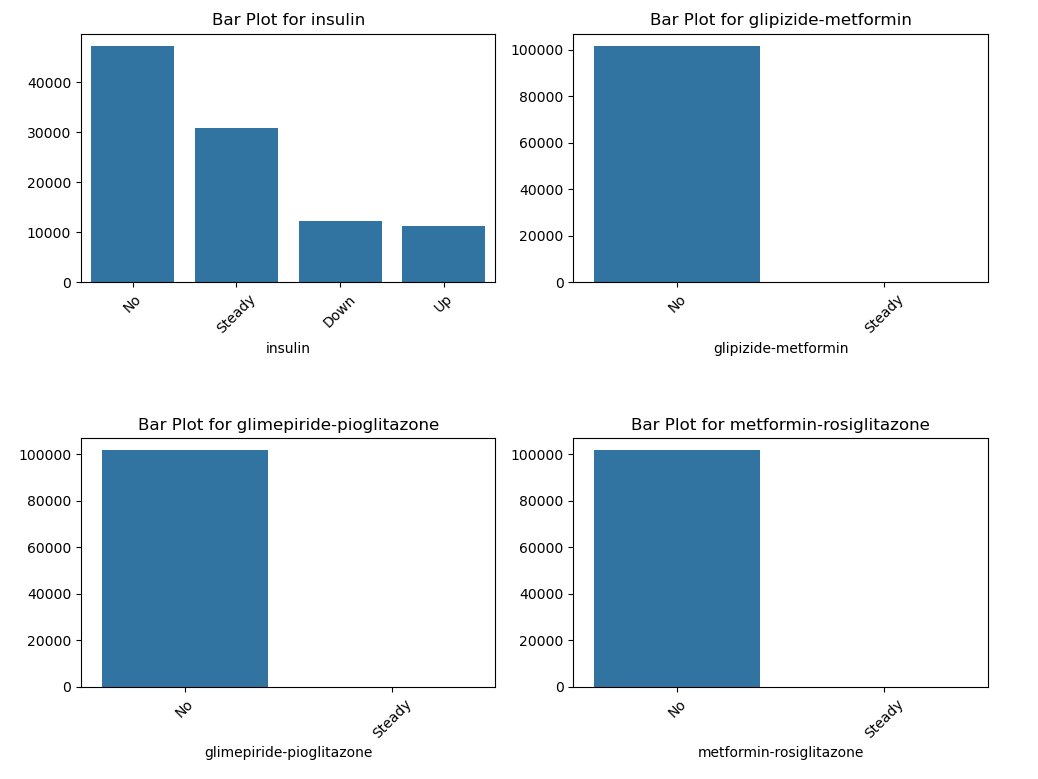 Bar Plot for insulin
40000
30000
20000
10000
0
No
Steady
Down
Up
insulin
Bar Plot for glipizide-metformin
100000
80000
60000
40000
20000
0
No
Steady
glipizide-metformin
Bar Plot for glimepiride-pioglitazone
100000
80000
60000
40000
20000
0
No
Steady
glimepiride-pioglitazone
Bar Plot for metformin-rosiglitazone
100000
80000
60000
40000
20000
0
No
Steady
metformin-rosiglitazone